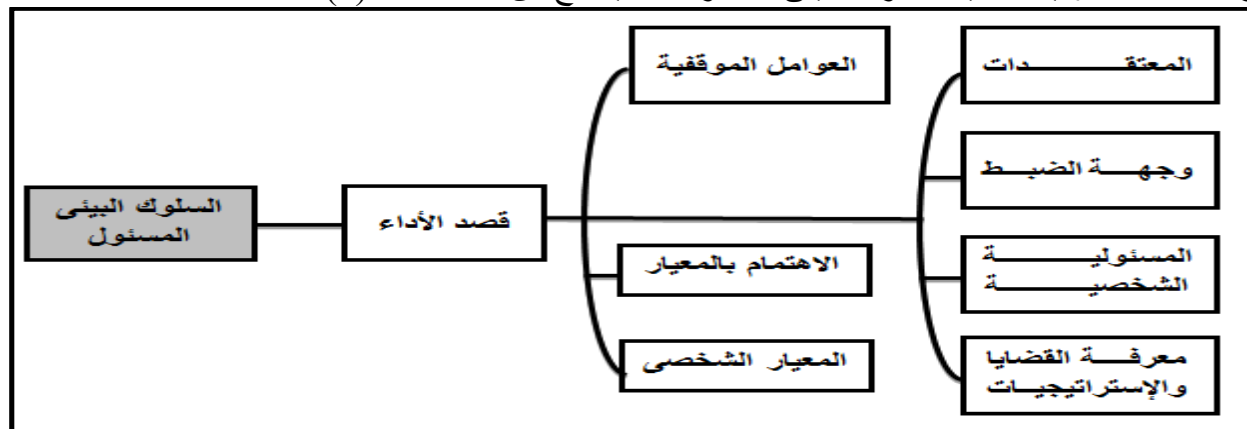 المعتقدات
وجهة الضبط
المسئولية
الشخصية
معرفة القضايا
والإستراتيجيات
العوامل الموقفية
الاهتمام بالمعيار
المعيار الشخصى
قصد الأداء
السلوك البيئى
المسئول